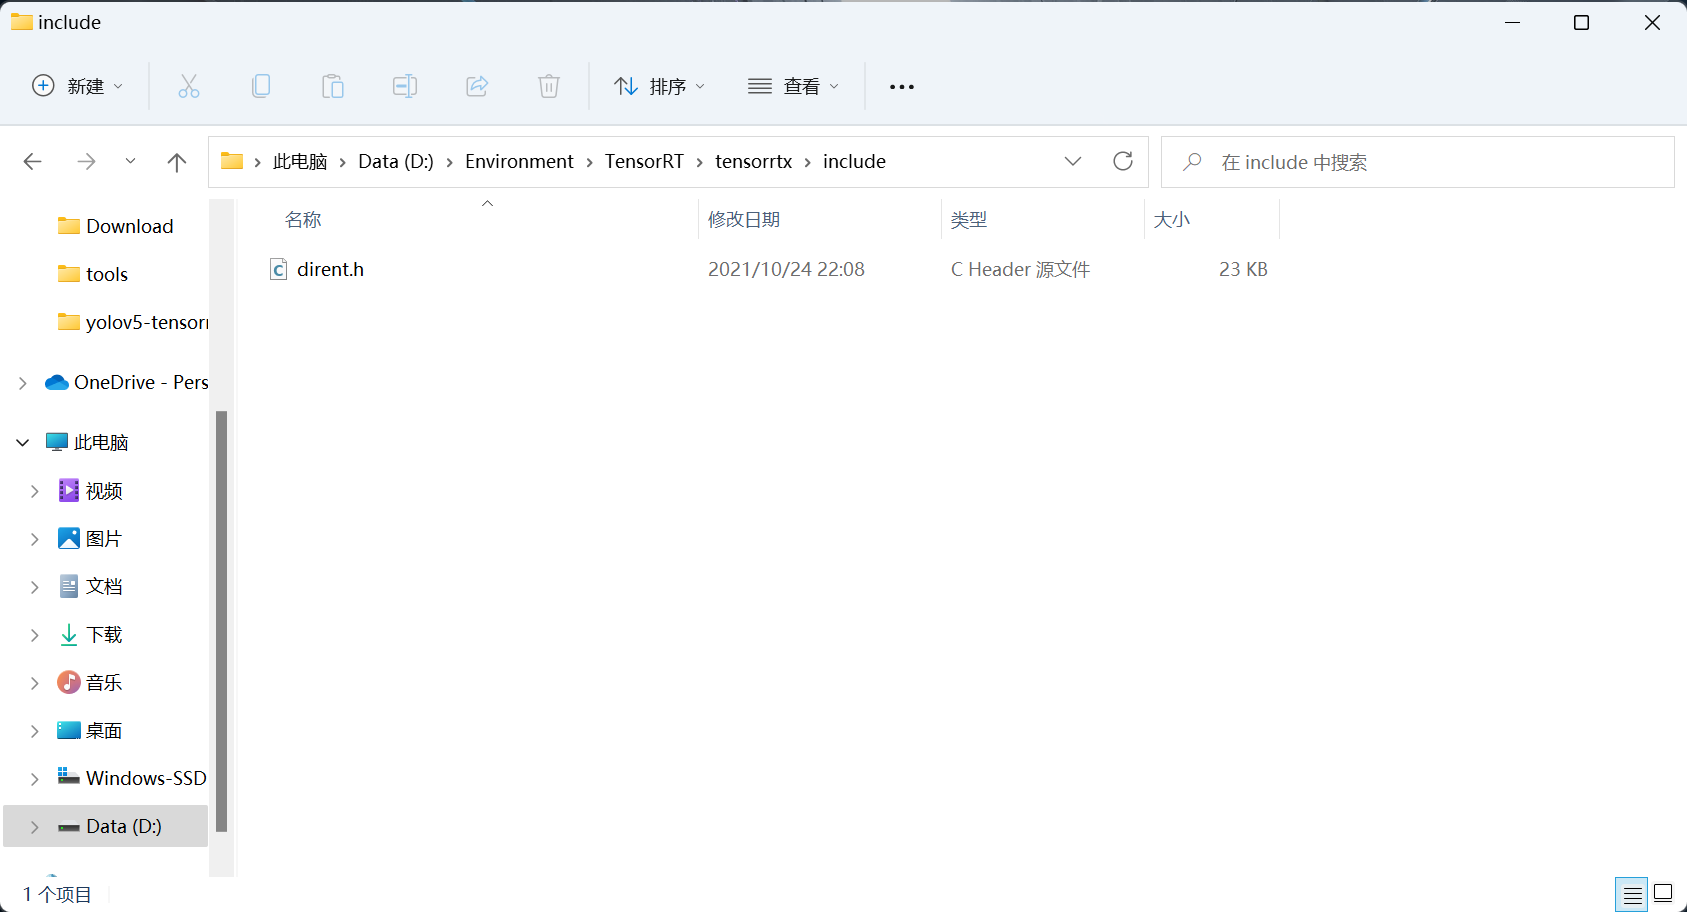 include
新建
排序
查看
此电脑 Data (D:) Environment TensorRT tensorrtx include
在 include 中搜索
Download
tools
yolov5-tensorr
OneDrive - Pers
此电脑
视频
图片
文档
下载
音乐
桌面
Windows-SSD
Data (D:)
名称 修改日期 类型 大小
dirent.h 2021/10/24 22:08 C Header 源文件 23 KB
1 个项目